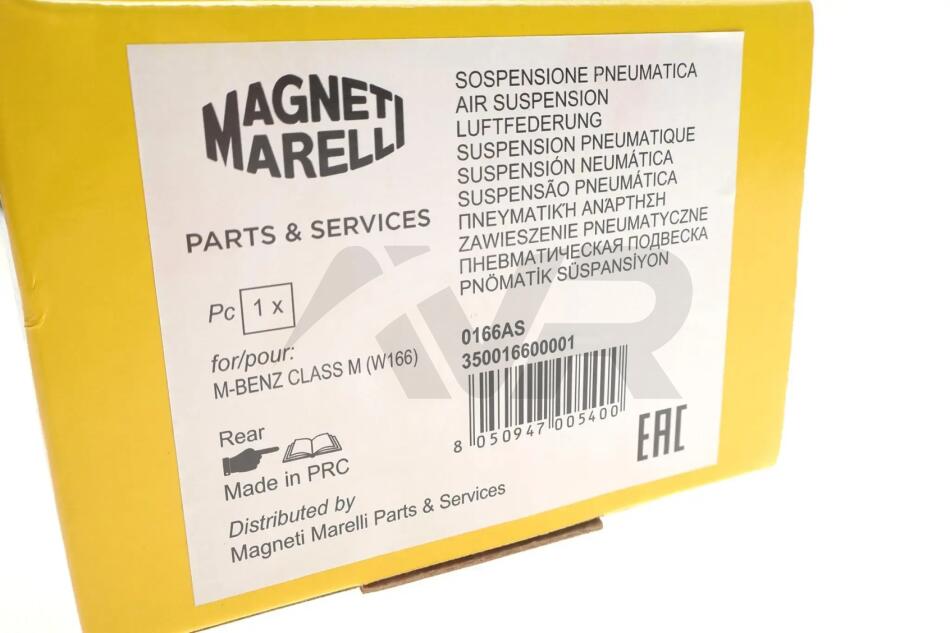 MAGNETI
MARELLI
PARTS & SERVICES
Pc 1 x
for/pour:
M-BENZ CLASS M (W166)
Rear
Made in PRC
Distributed by
Magneti Marelli Parts & Services
SOSPENSIONE PNEUMATICA
AIR SUSPENSION
LUFTFEDERUNG
SUSPENSION PNEUMATIQUE
SUSPENSIÓN NEUMÁTICA
SUSPENSÃO PNEUMÁTICA
ΠΝΕΥΜΑΤΙΚΉ ΑΝΆΡΤΗΣΗ
ZAWIESZENIE PNEUMATYCZNE
ПНЕВМАТИЧЕСКАЯ ПОДВЕСКА
PNÖMATİK SÜSPANSİYON
0166AS
350016600001
8 050947 005400
EAC
AVR